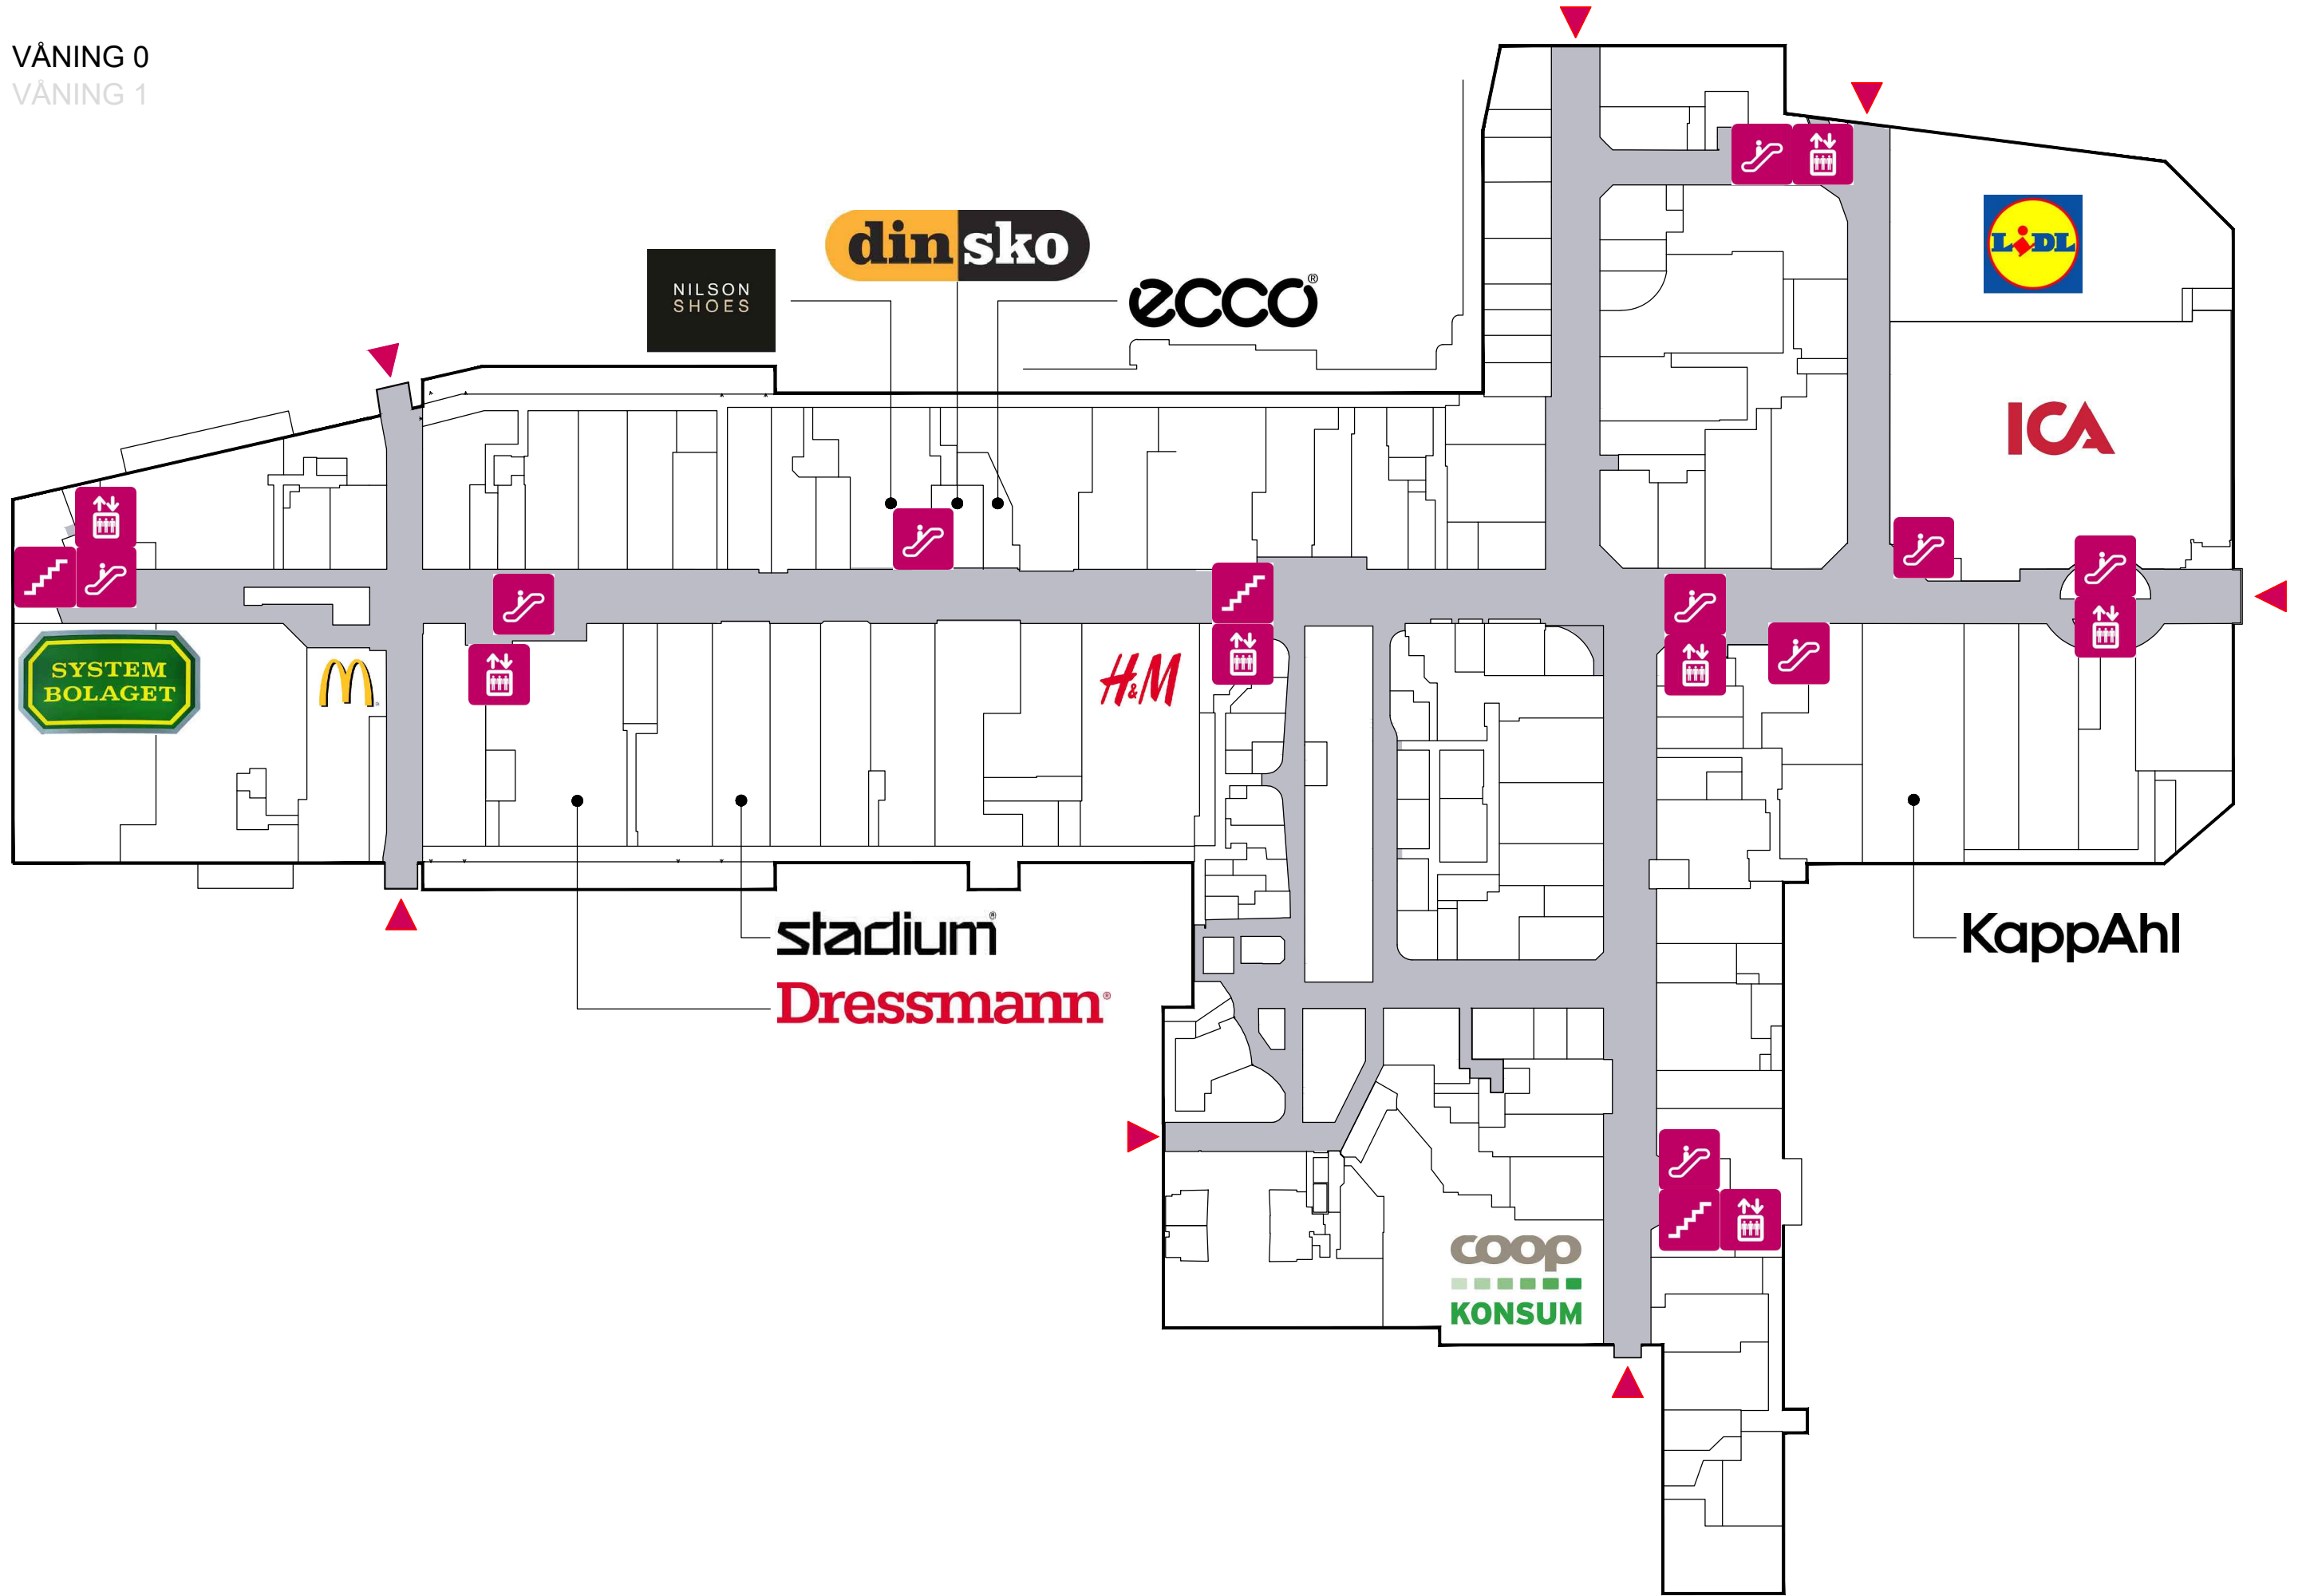 VÅNING 0
VÅNING 1
NILSON
SHOES
dinsko
ecco®
LIDL
ICA
SYSTEM
BOLAGET
H&M
stadium®
Dressmann®
KappAhl
coop
KONSUM